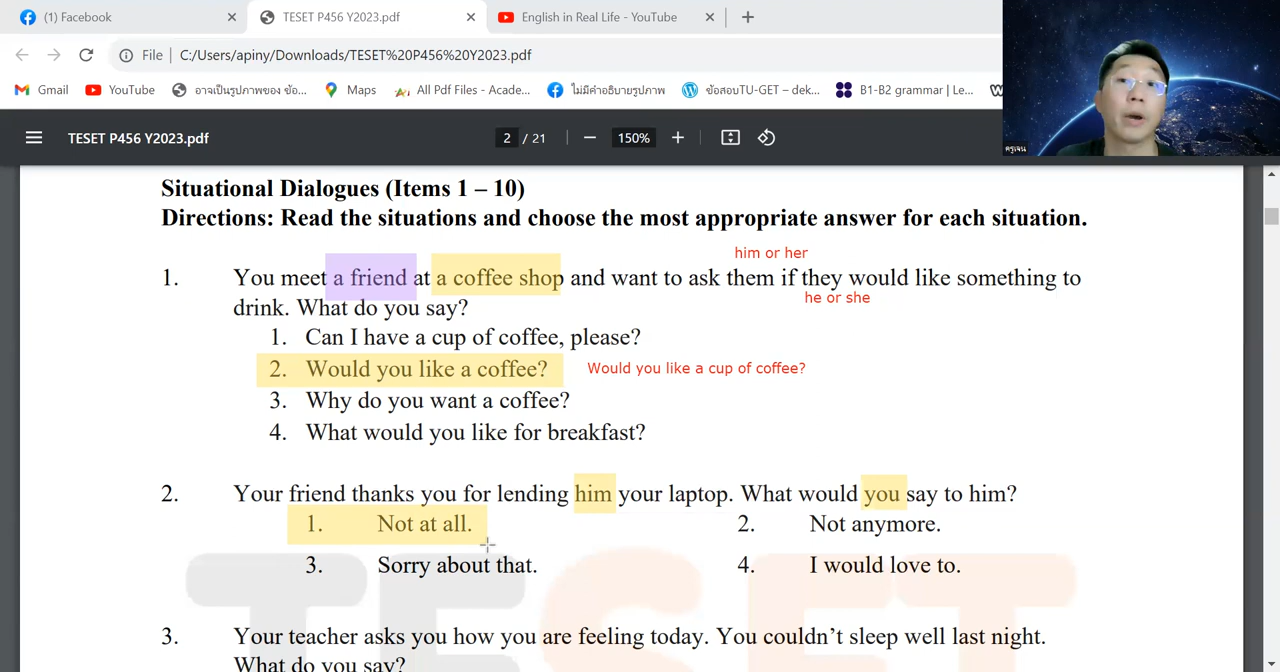 (1) Facebook
TESET P456 Y2023.pdf
English in Real Life - YouTube
File C:/Users/apiny/Downloads/TESET%20P456%20Y2023.pdf
Gmail YouTube อาจเป็นรูปภาพของ ข้อ... Maps All Pdf Files - Acade... ไม่มีคำอธิบายรูปภาพ ข้อสอบTU-GET – dek... B1-B2 grammar | Le...
ครูเจน
TESET P456 Y2023.pdf 2 / 21 150%
Situational Dialogues (Items 1 – 10)
Directions: Read the situations and choose the most appropriate answer for each situation.
him or her
1. You meet a friend at a coffee shop and want to ask them if they would like something to
he or she
drink. What do you say?
1. Can I have a cup of coffee, please?
2. Would you like a coffee? Would you like a cup of coffee?
3. Why do you want a coffee?
4. What would you like for breakfast?
2. Your friend thanks you for lending him your laptop. What would you say to him?
1. Not at all. 2. Not anymore.
3. Sorry about that. 4. I would love to.
TESET
3. Your teacher asks you how you are feeling today. You couldn't sleep well last night.
What do you say?